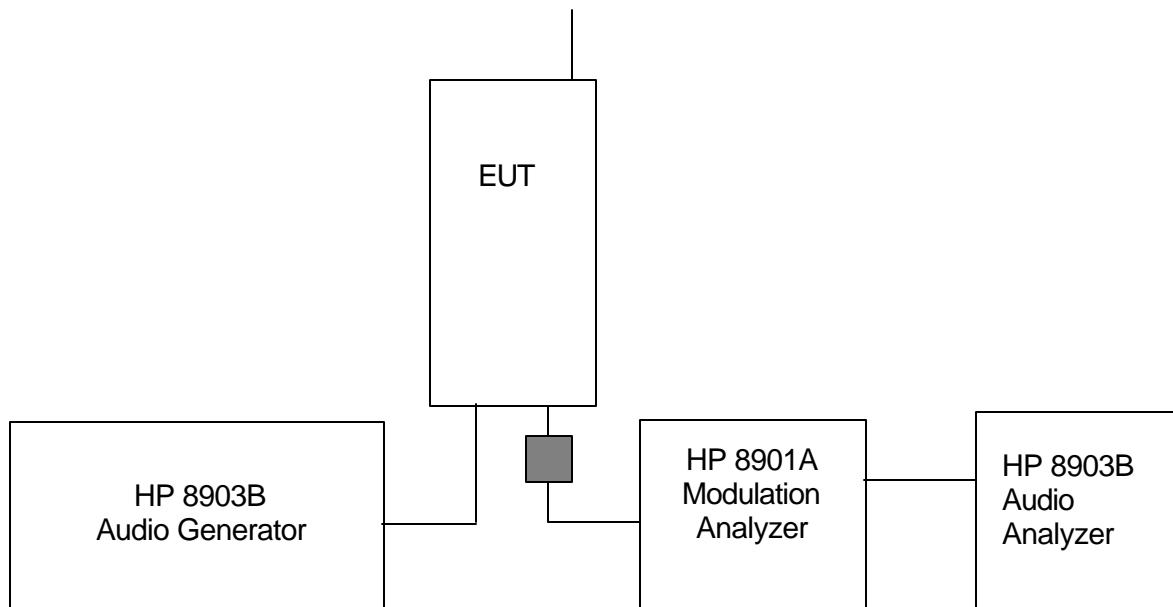 EUT
HP 8903B
Audio Generator
HP 8901A
Modulation
Analyzer
HP 8903B
Audio
Analyzer